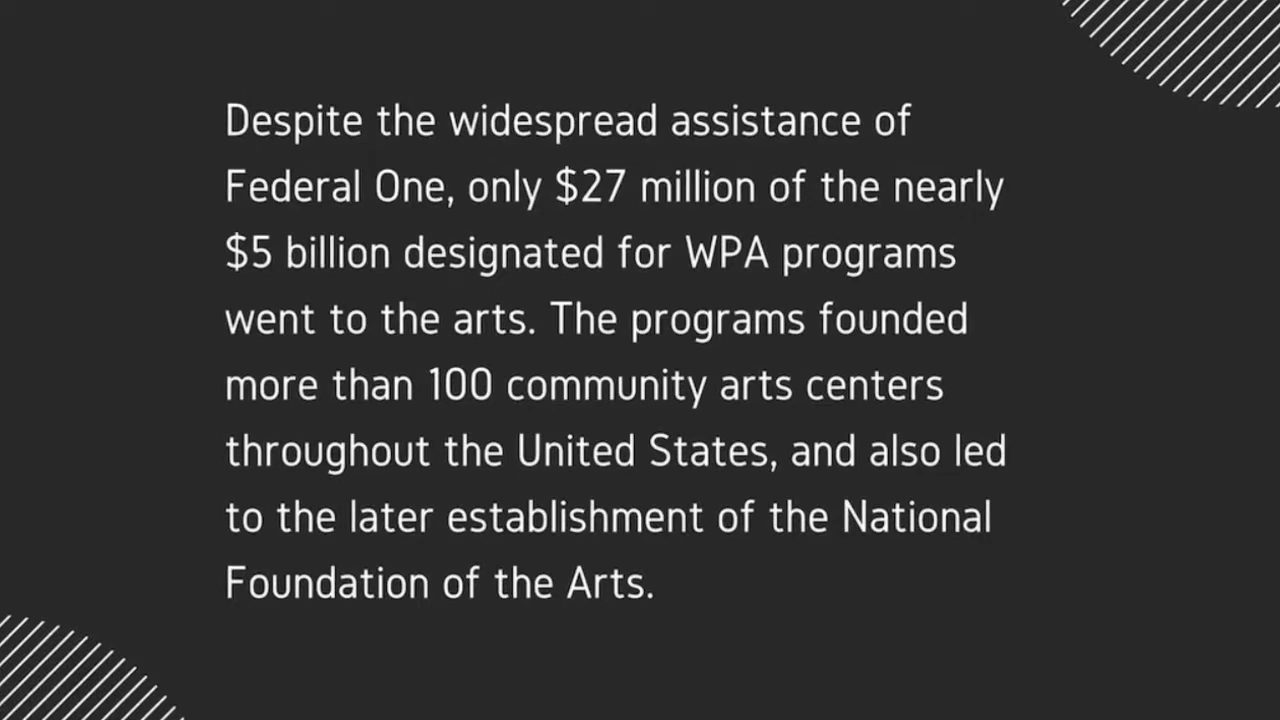 Despite the widespread assistance of
Federal One, only $27 million of the nearly
$5 billion designated for WPA programs
went to the arts. The programs founded
more than 100 community arts centers
throughout the United States, and also led
to the later establishment of the National
Foundation of the Arts.